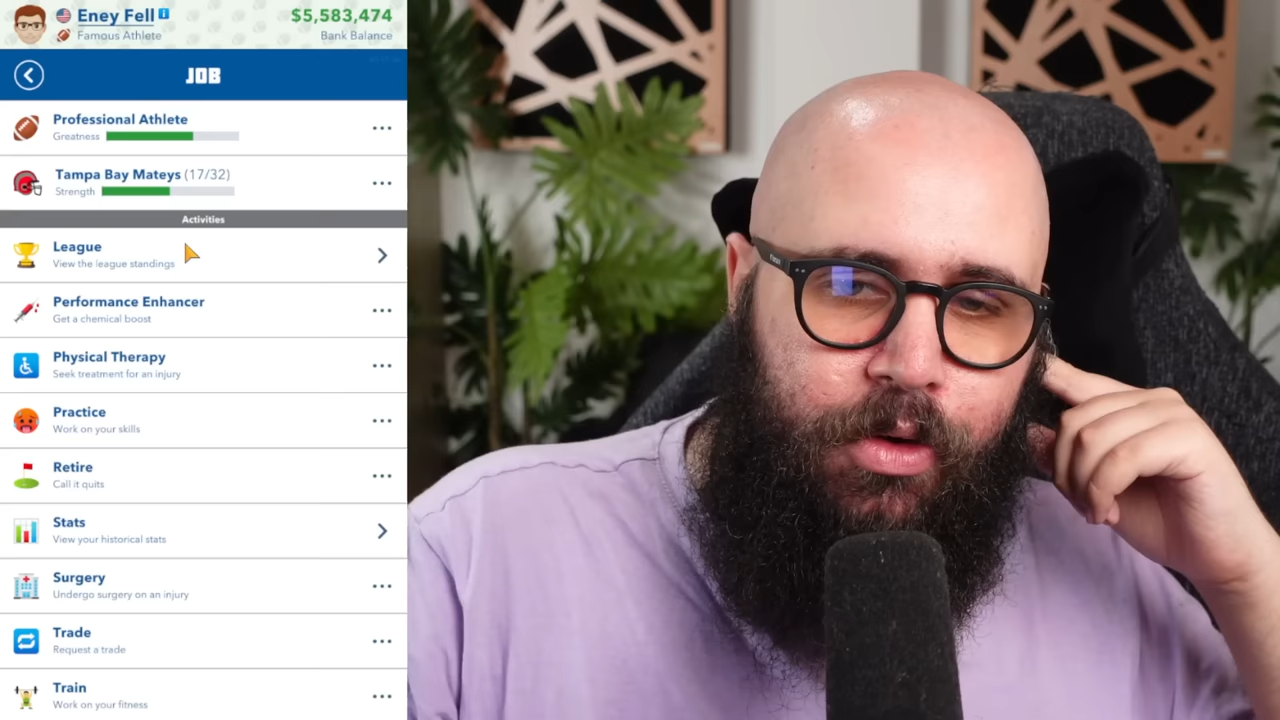 Eney Fell
$5,583,474
Famous Athlete
Bank Balance
JOB
Professional Athlete
Greatness
Tampa Bay Mateys (17/32)
Strength
Activities
League
View the league standings
Performance Enhancer
Get a chemical boost
Physical Therapy
Seek treatment for an injury
Practice
Work on your skills
Retire
Call it quits
Stats
View your historical stats
Surgery
Undergo surgery on an injury
Trade
Request a trade
Train
Work on your fitness